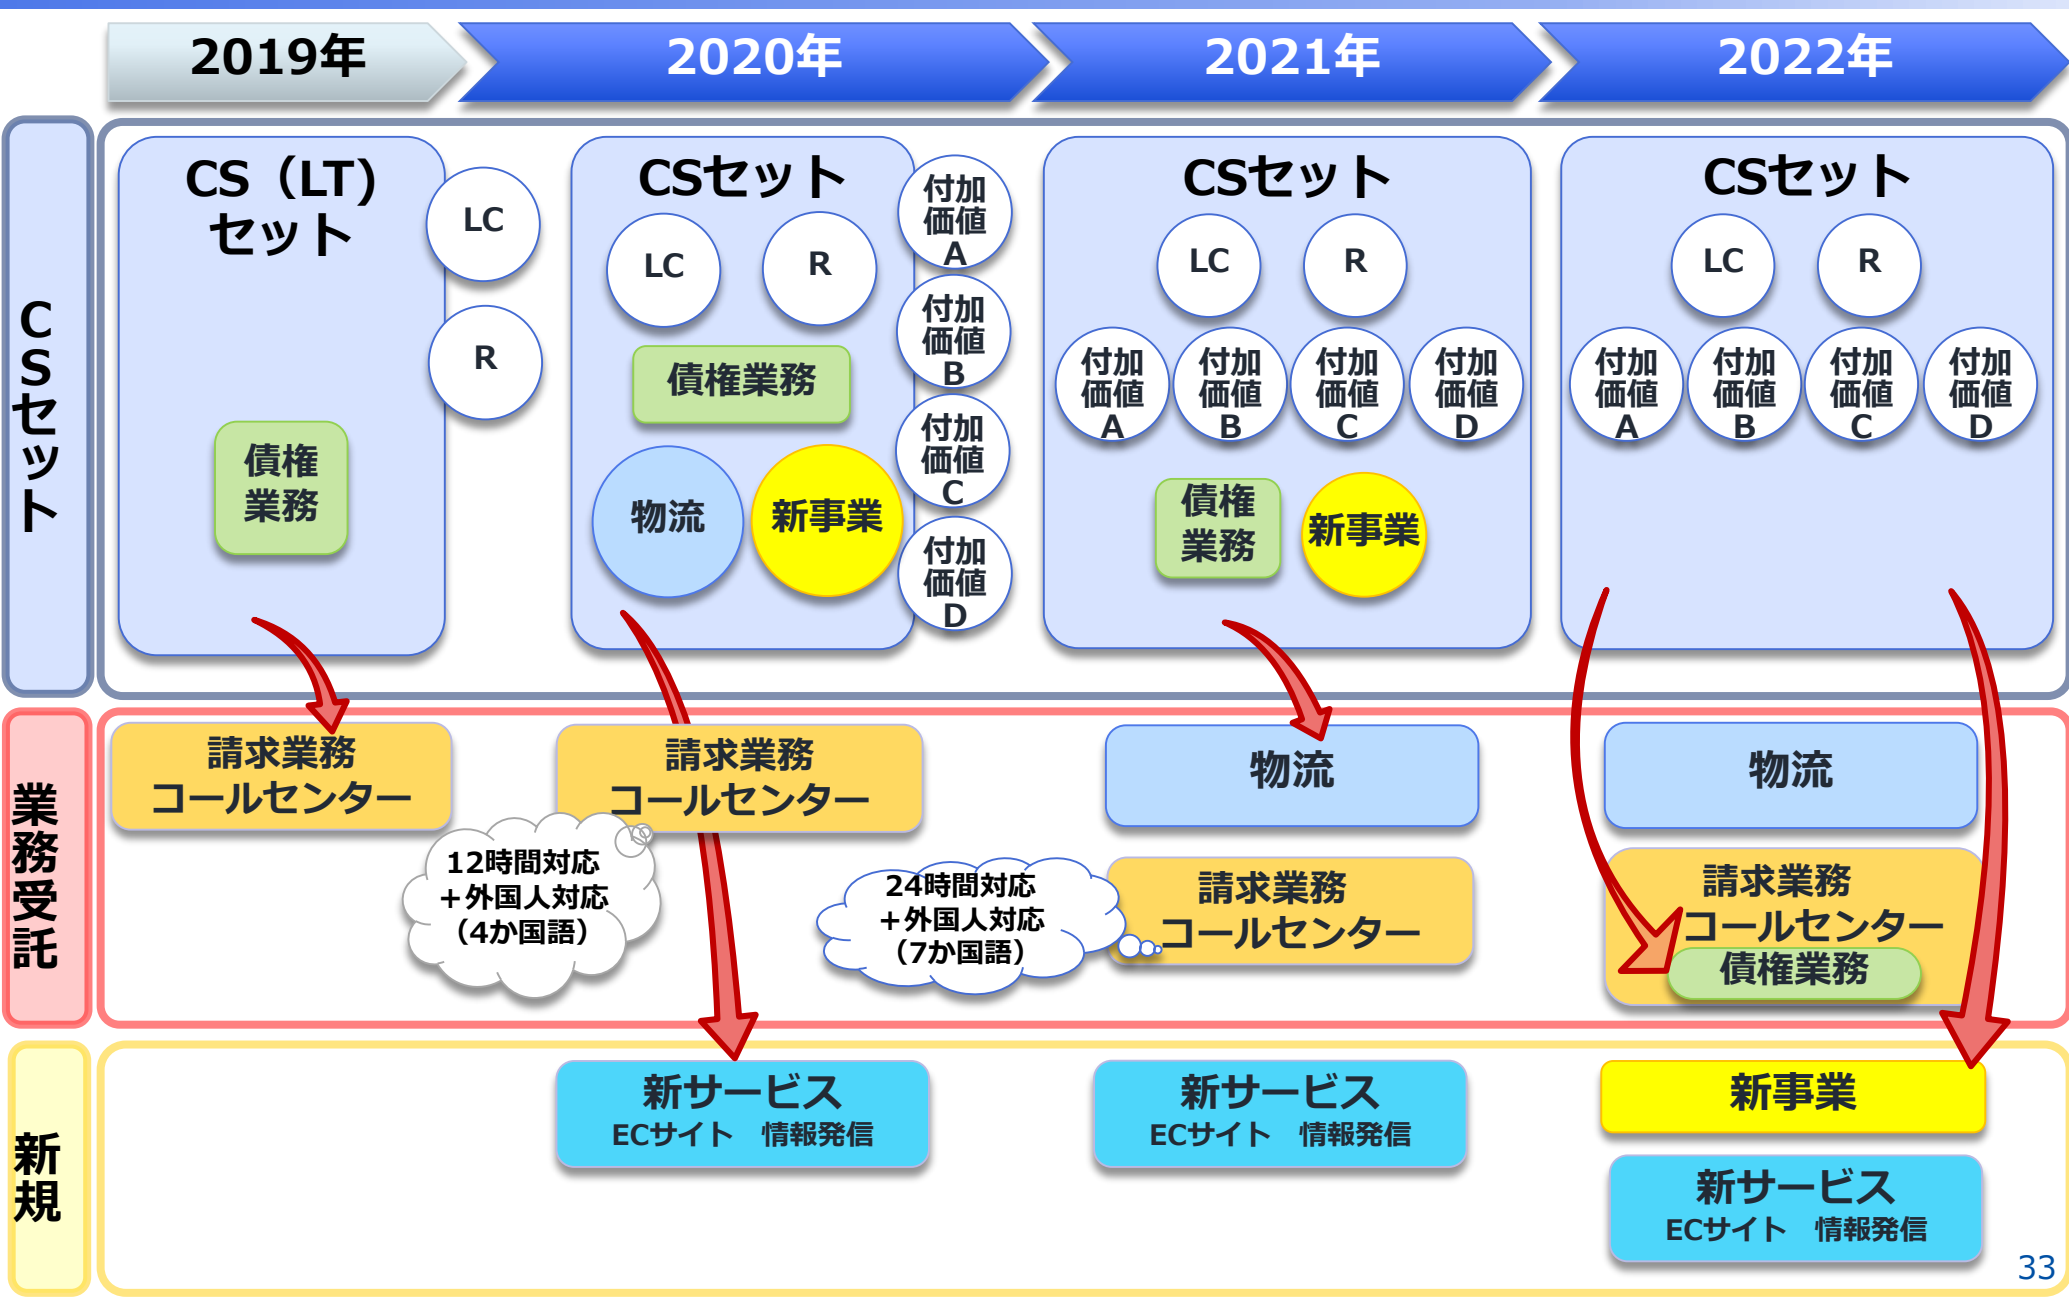 2019年
2020年
2021年
2022年
CSセット
CS（LT）
セット
LC
R
債権
業務
CSセット
LC
R
債権業務
物流
新事業
付加
価値
A
付加
価値
B
付加
価値
C
付加
価値
D
CSセット
LC
R
付加
価値
A
付加
価値
B
付加
価値
C
付加
価値
D
債権
業務
新事業
CSセット
LC
R
付加
価値
A
付加
価値
B
付加
価値
C
付加
価値
D
業務受託
請求業務
コールセンター
12時間対応
＋外国人対応
（4か国語）
請求業務
コールセンター
24時間対応
＋外国人対応
（7か国語）
物流
請求業務
コールセンター
物流
請求業務
コールセンター
債権業務
新規
新サービス
ECサイト　情報発信
新サービス
ECサイト　情報発信
新事業
新サービス
ECサイト　情報発信
33